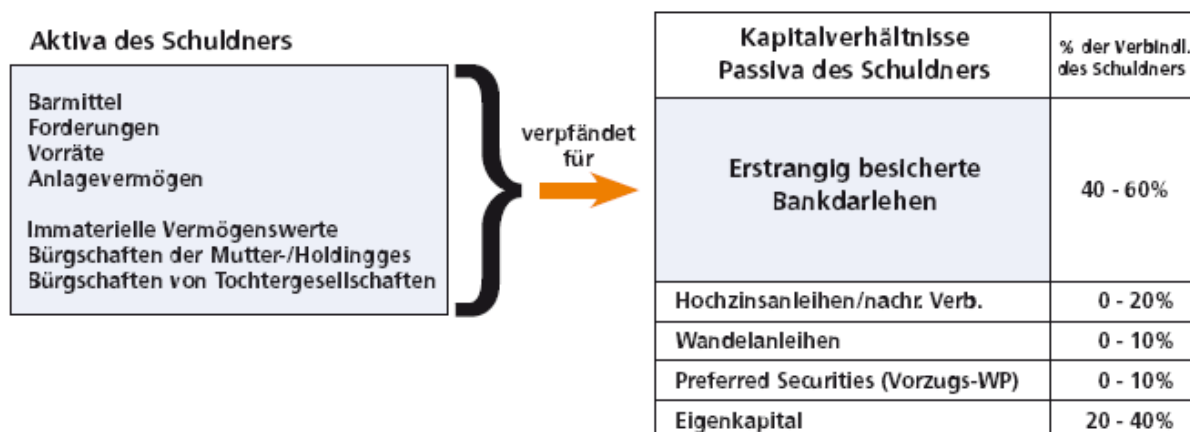 Aktiva des Schuldners
Barmittel
Forderungen
Vorräte
Anlagevermögen
Immaterielle Vermögenswerte
Bürgschaften der Mutter-/Holdingges
Bürgschaften von Tochtergesellschaften
verpfändet
für
Kapitalverhältnisse
Passiva des Schuldners
% der Verbindl.
des Schuldners
Erstrangig besicherte
Bankdarlehen
40 - 60%
Hochzinsanleihen/nachr. Verb.
0 - 20%
Wandelanleihen
0 - 10%
Preferred Securities (Vorzugs-WP)
0 - 10%
Eigenkapital
20 - 40%